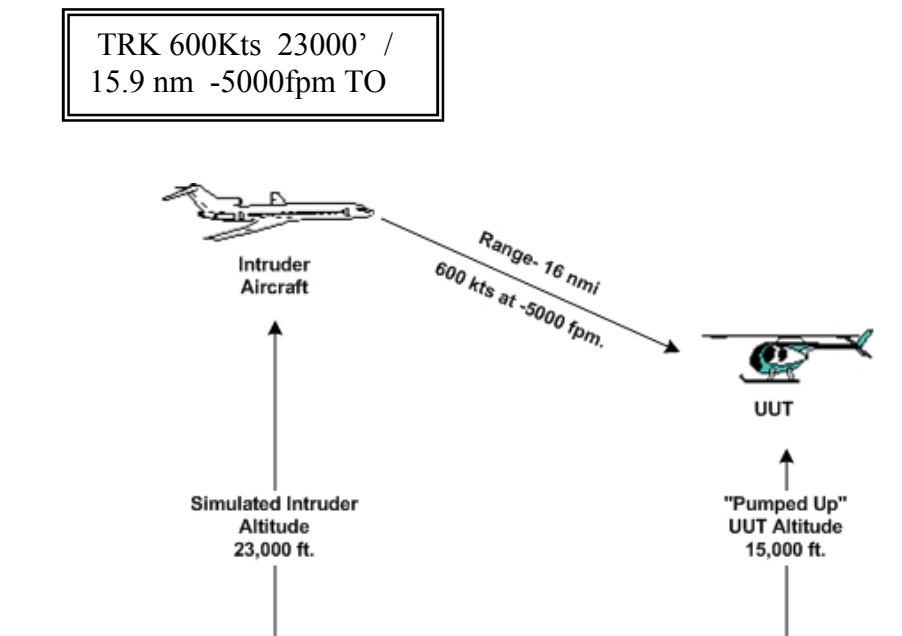 TRK 600Kts  23000’  /
15.9 nm  -5000fpm TO
Intruder
Aircraft
Range- 16 nmi
600 kts at -5000 fpm.
UUT
Simulated Intruder
Altitude
23,000 ft.
"Pumped Up"
UUT Altitude
15,000 ft.